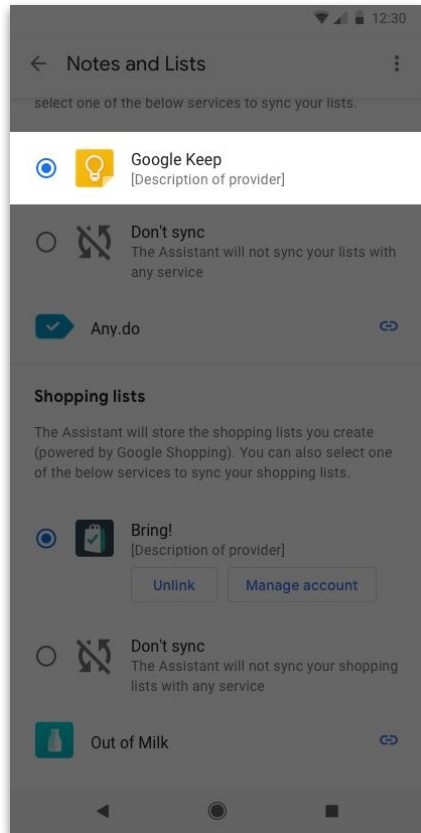 12:30
Notes and Lists
select one of the below services to sync your lists.
Google Keep
[Description of provider]
Don't sync
The Assistant will not sync your lists with
any service
Any.do
Shopping lists
The Assistant will store the shopping lists you create
(powered by Google Shopping). You can also select one
of the below services to sync your shopping lists.
Bring!
[Description of provider]
Unlink Manage account
Don't sync
The Assistant will not sync your shopping
lists with any service
Out of Milk